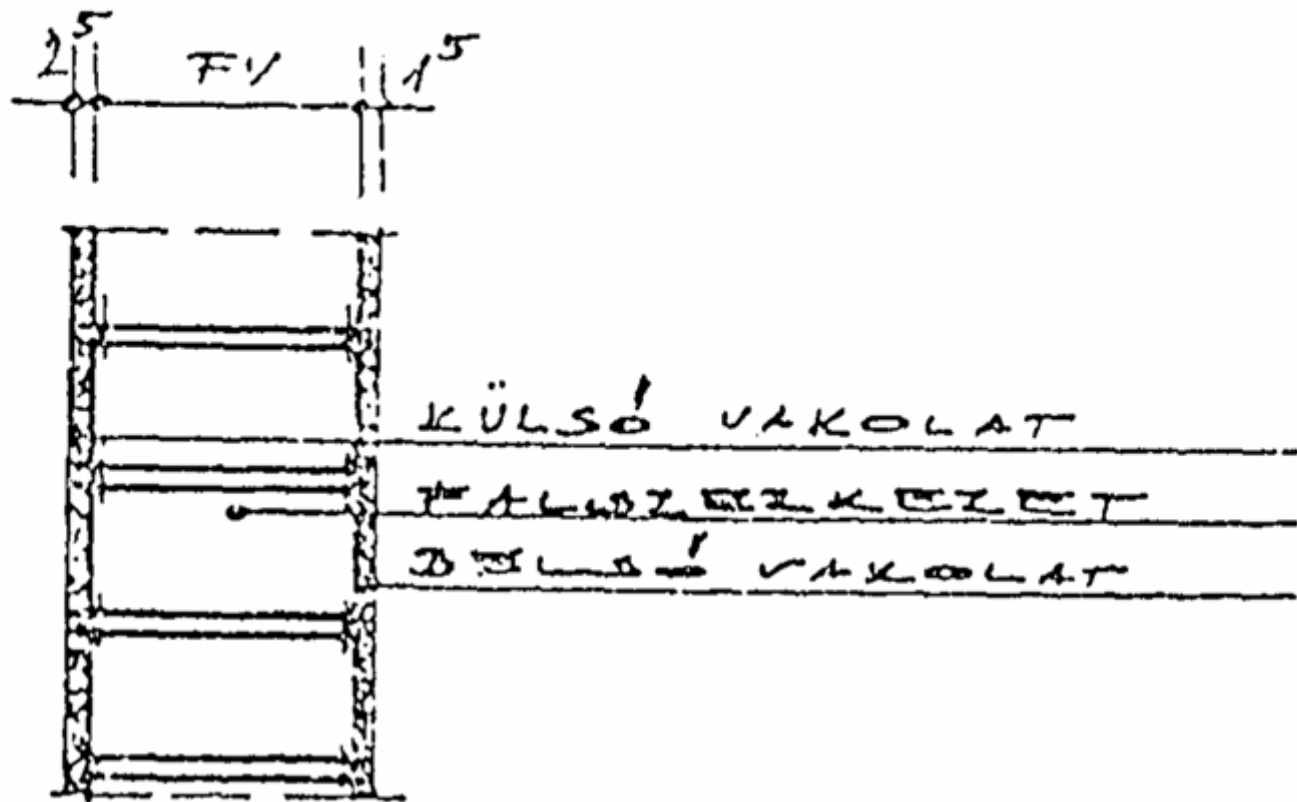 2⁵ FV 1⁵
KÜLSŐ VAKOLAT
FALSZERKEZET
BELSŐ VAKOLAT